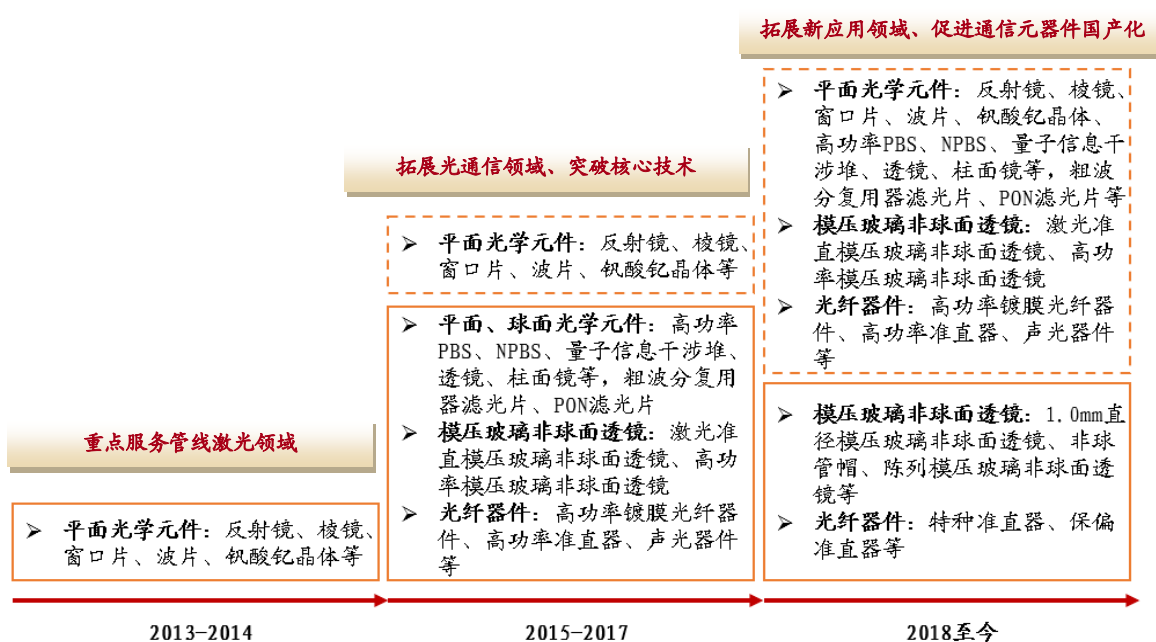 重点服务管线激光领域
➢ 平面光学元件：反射镜、棱镜、
窗口片、波片、钒酸钇晶体等
2013-2014
拓展光通信领域、突破核心技术
➢ 平面光学元件：反射镜、棱镜、
窗口片、波片、钒酸钇晶体等
➢ 平面、球面光学元件：高功率
PBS、NPBS、量子信息干涉堆、
透镜、柱面镜等，粗波分复用
器滤光片、PON滤光片
➢ 模压玻璃非球面透镜：激光准
直模压玻璃非球面透镜、高功
率模压玻璃非球面透镜
➢ 光纤器件：高功率镀膜光纤器
件、高功率准直器、声光器件
等
2015-2017
拓展新应用领域、促进通信元器件国产化
➢ 平面光学元件：反射镜、棱镜、
窗口片、波片、钒酸钇晶体、
高功率PBS、NPBS、量子信息干
涉堆、透镜、柱面镜等，粗波
分复用器滤光片、PON滤光片等
➢ 模压玻璃非球面透镜：激光准
直模压玻璃非球面透镜、高功
率模压玻璃非球面透镜
➢ 光纤器件：高功率镀膜光纤器
件、高功率准直器、声光器件
等
➢ 模压玻璃非球面透镜：1.0mm直
径模压玻璃非球面透镜、非球
管帽、陈列模压玻璃非球面透
镜等
➢ 光纤器件：特种准直器、保偏
准直器等
2018至今